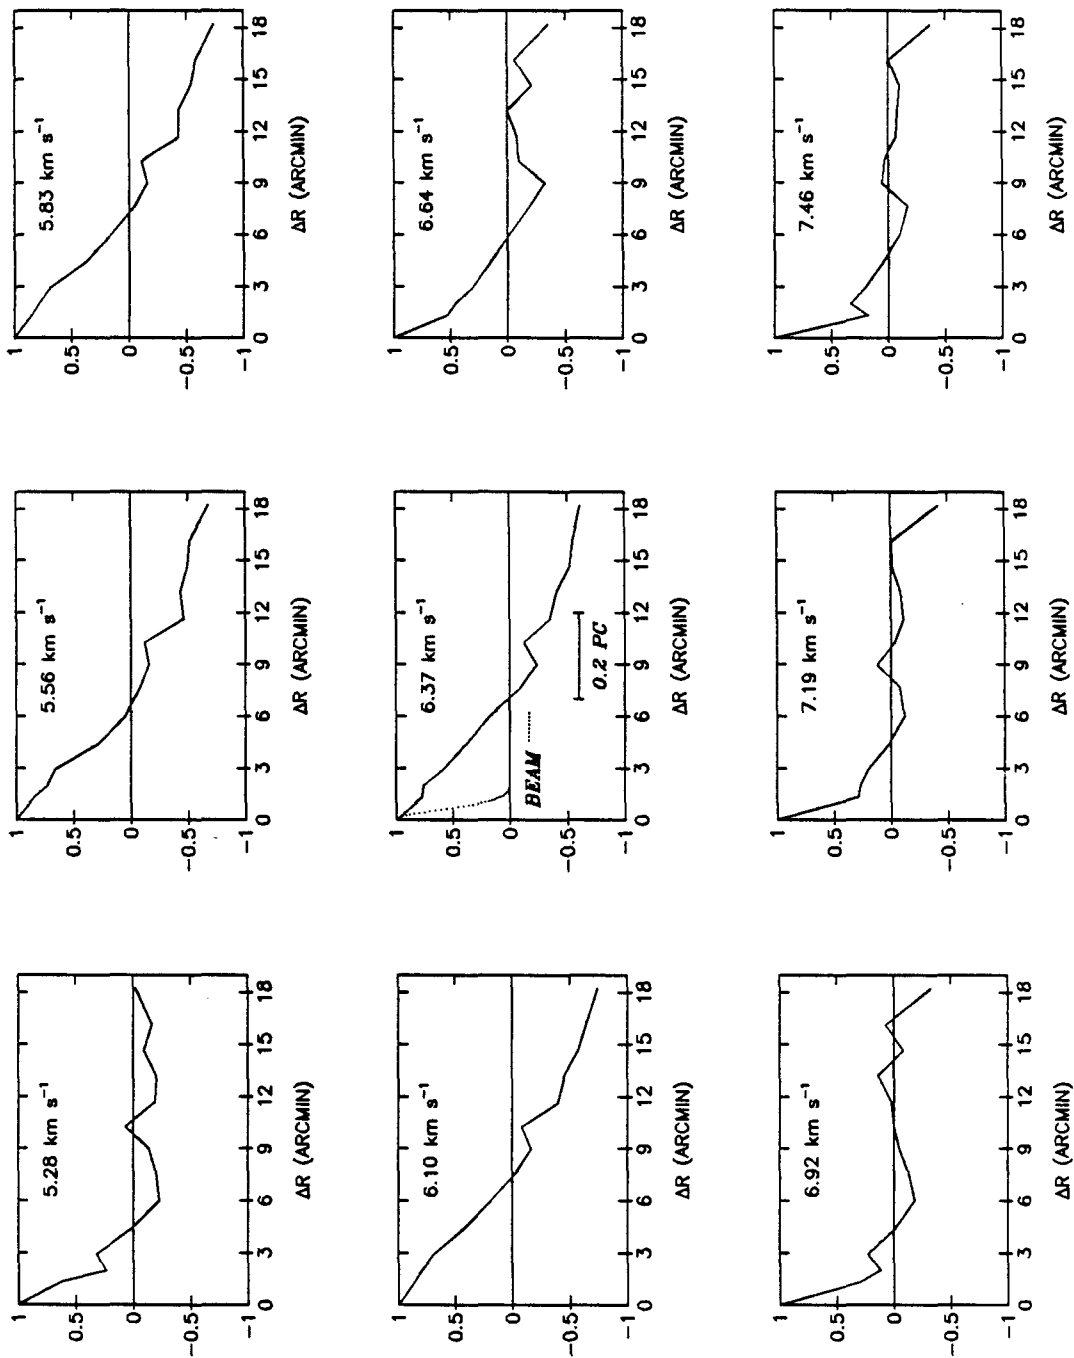 5.28 km s⁻¹
1
0.5
0
−0.5
−1
0 3 6 9 12 15 18
ΔR (ARCMIN)
5.56 km s⁻¹
1
0.5
0
−0.5
−1
0 3 6 9 12 15 18
ΔR (ARCMIN)
5.83 km s⁻¹
1
0.5
0
−0.5
−1
0 3 6 9 12 15 18
ΔR (ARCMIN)
6.10 km s⁻¹
1
0.5
0
−0.5
−1
0 3 6 9 12 15 18
ΔR (ARCMIN)
6.37 km s⁻¹
1
0.5
0
−0.5
−1
BEAM
0.2 PC
0 3 6 9 12 15 18
ΔR (ARCMIN)
6.64 km s⁻¹
1
0.5
0
−0.5
−1
0 3 6 9 12 15 18
ΔR (ARCMIN)
6.92 km s⁻¹
1
0.5
0
−0.5
−1
0 3 6 9 12 15 18
ΔR (ARCMIN)
7.19 km s⁻¹
1
0.5
0
−0.5
−1
0 3 6 9 12 15 18
ΔR (ARCMIN)
7.46 km s⁻¹
1
0.5
0
−0.5
−1
0 3 6 9 12 15 18
ΔR (ARCMIN)